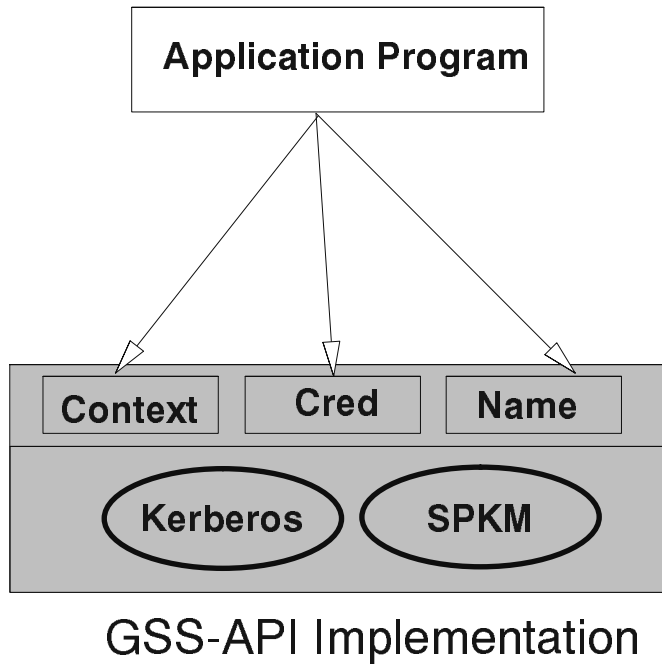 Application Program
Context Cred Name
Kerberos SPKM
GSS-API Implementation